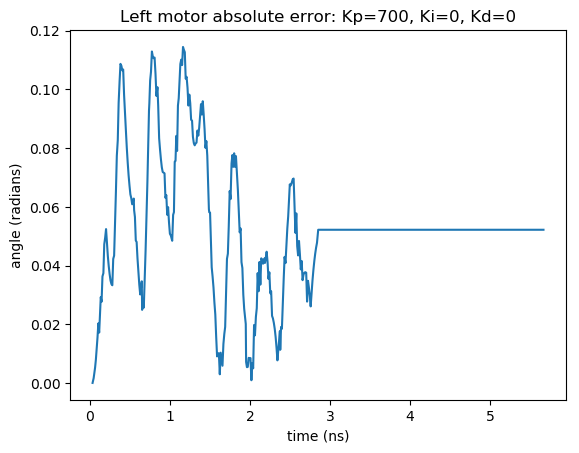 Left motor absolute error: Kp=700, Ki=0, Kd=0
angle (radians)
0.12
0.10
0.08
0.06
0.04
0.02
0.00
0 1 2 3 4 5
time (ns)